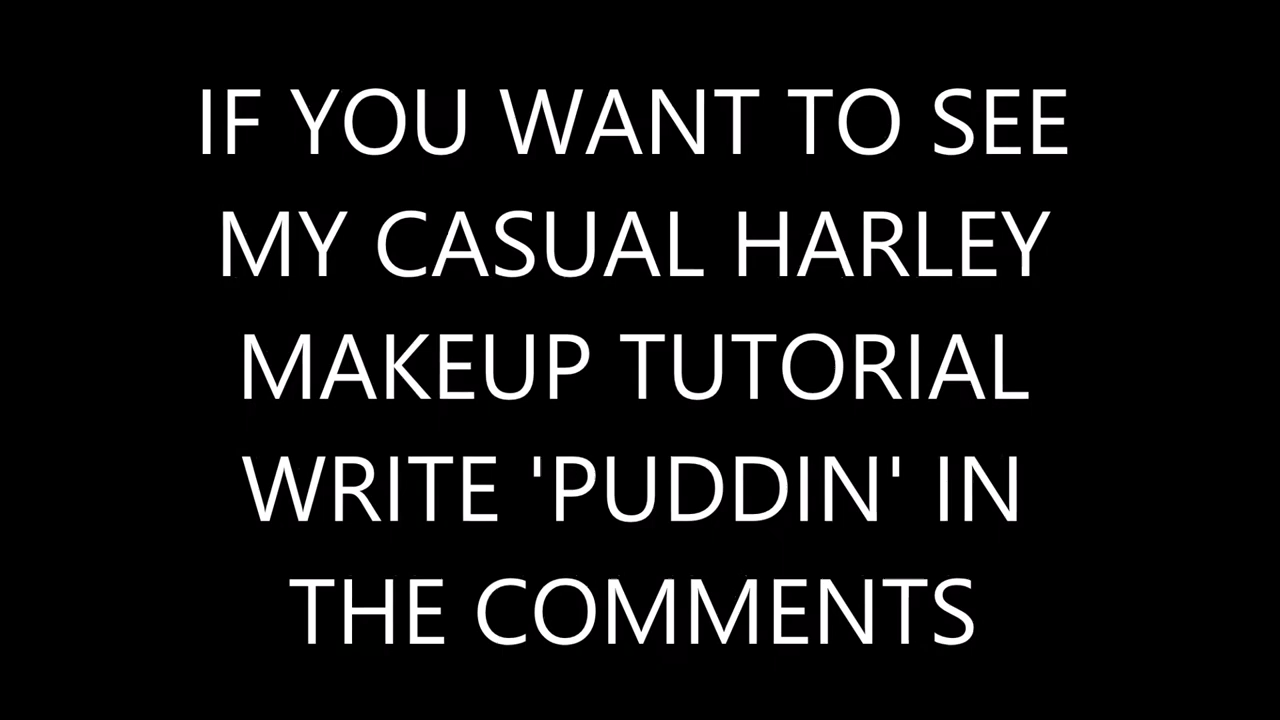 IF YOU WANT TO SEE
MY CASUAL HARLEY
MAKEUP TUTORIAL
WRITE 'PUDDIN' IN
THE COMMENTS